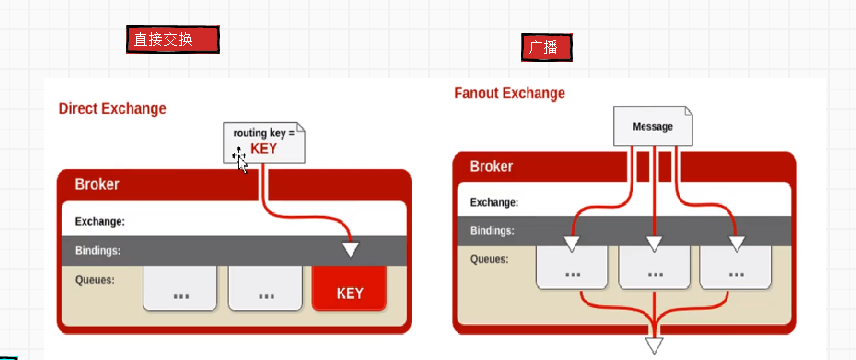 直接交换
广播
Direct Exchange
routing key =
KEY
Broker
Exchange:
Bindings:
Queues:
...
...
KEY
Fanout Exchange
Message
Broker
Exchange:
Bindings:
Queues:
...
...
...